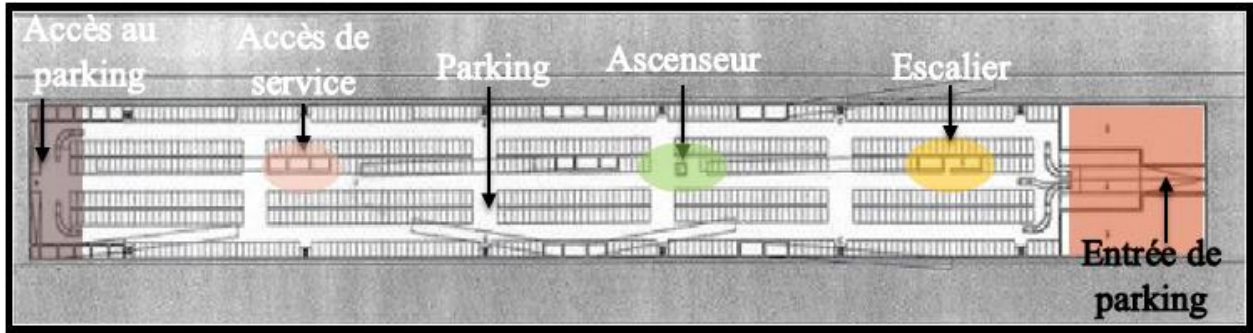 Accès au
parking
Accès de
service
Parking
Ascenseur
Escalier
Entrée de
parking